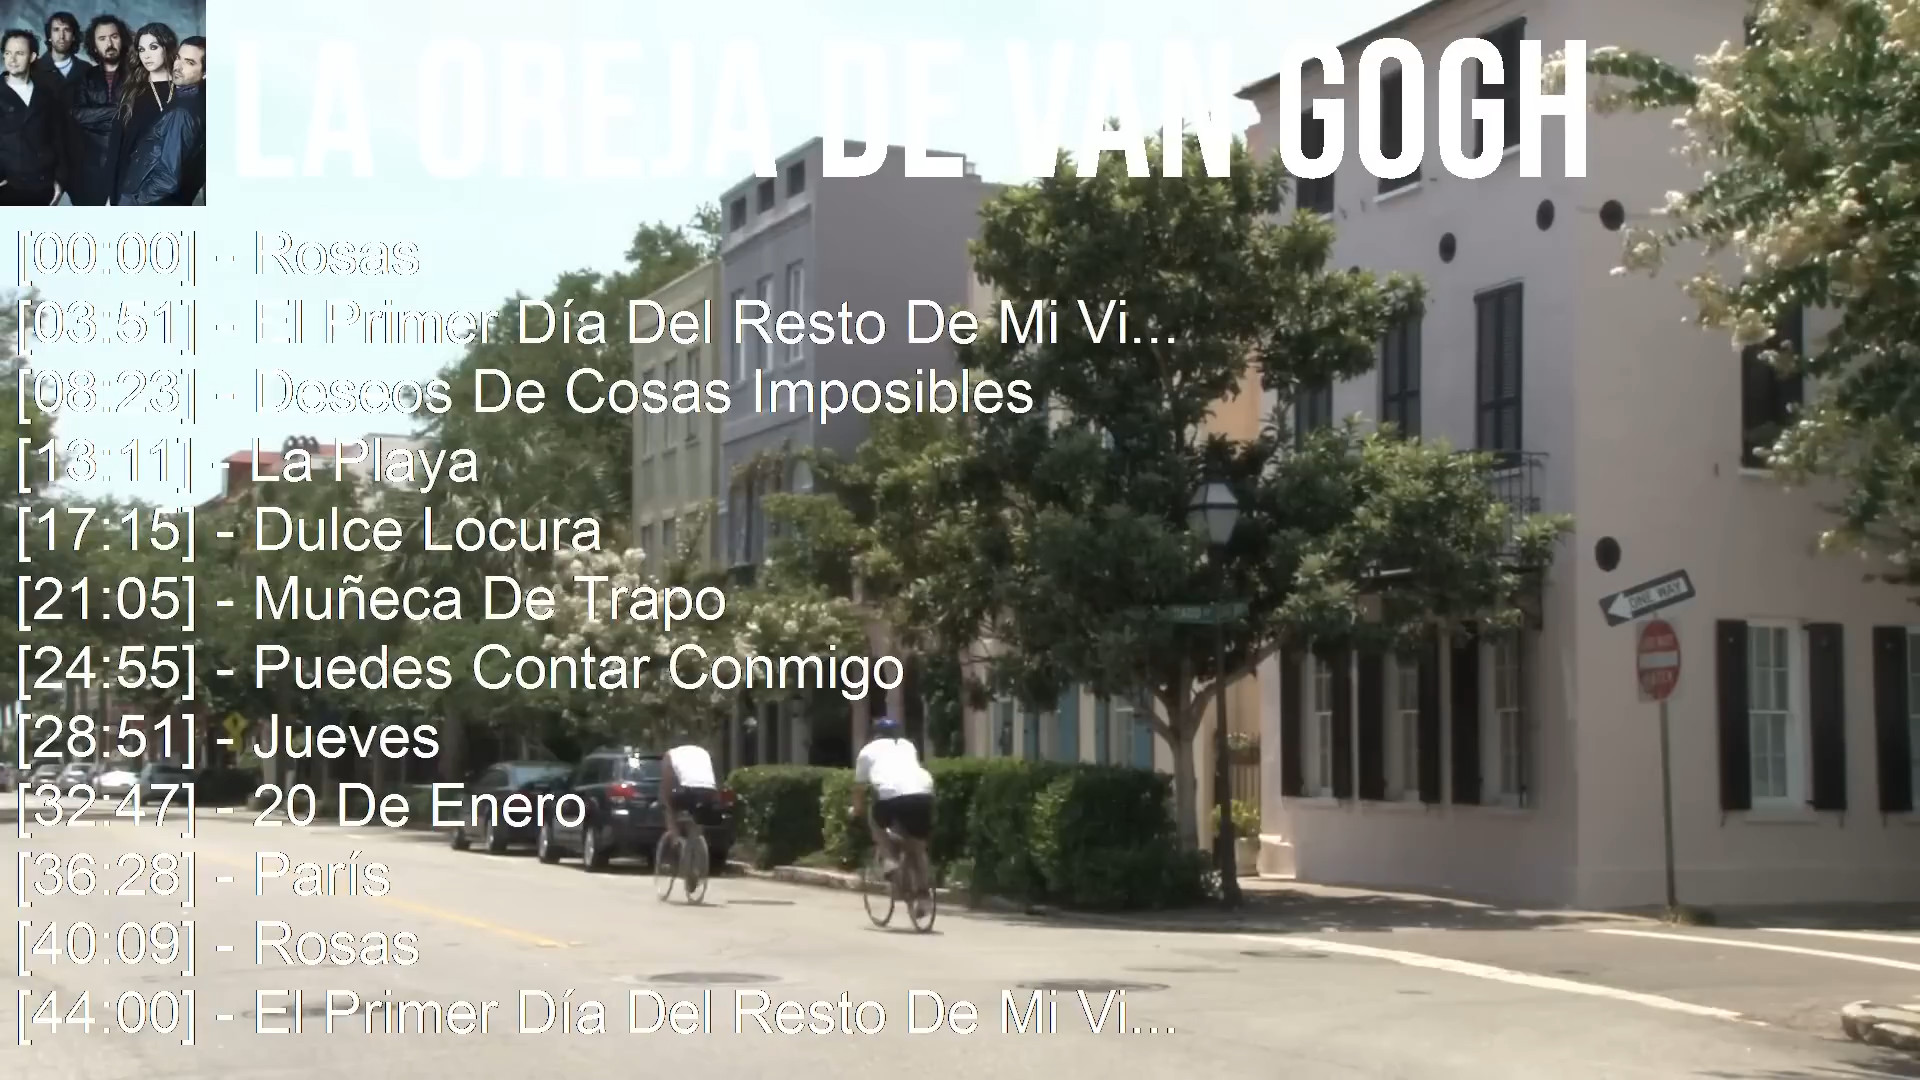 LA OREJA DE VAN GOGH
[00:00] - Rosas
[03:51] - El Primer Día Del Resto De Mi Vi...
[08:23] - Deseos De Cosas Imposibles
[13:11] - La Playa
[17:15] - Dulce Locura
[21:05] - Muñeca De Trapo
[24:55] - Puedes Contar Conmigo
[28:51] - Jueves
[32:47] - 20 De Enero
[36:28] - París
[40:09] - Rosas
[44:00] - El Primer Día Del Resto De Mi Vi...
ONE WAY